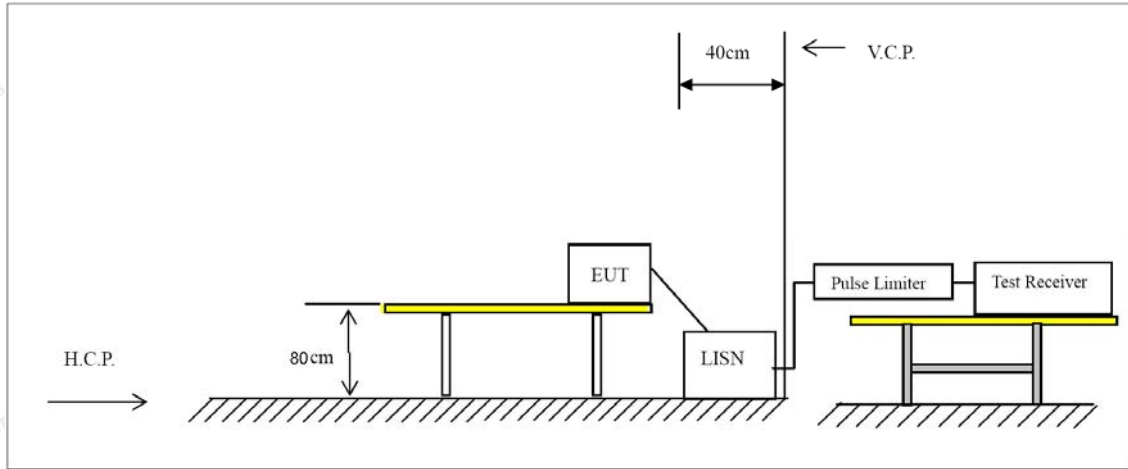 40cm
V.C.P.
EUT
Pulse Limiter
Test Receiver
LISN
80cm
H.C.P.